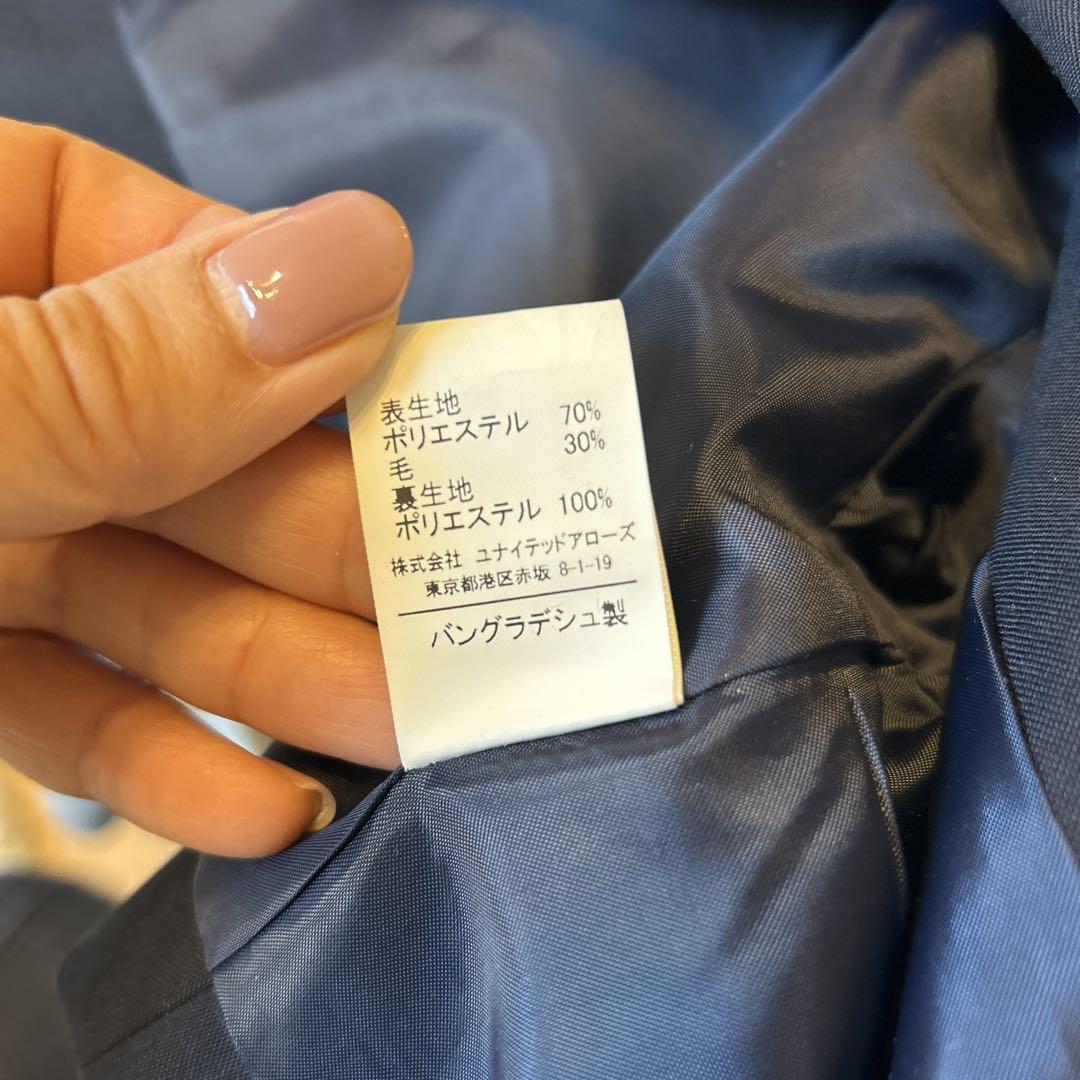 表生地
ポリエステル 70%
毛 30%
裏生地
ポリエステル 100%
株式会社 ユナイテッドアローズ
東京都港区赤坂 8-1-19
バングラデシュ製